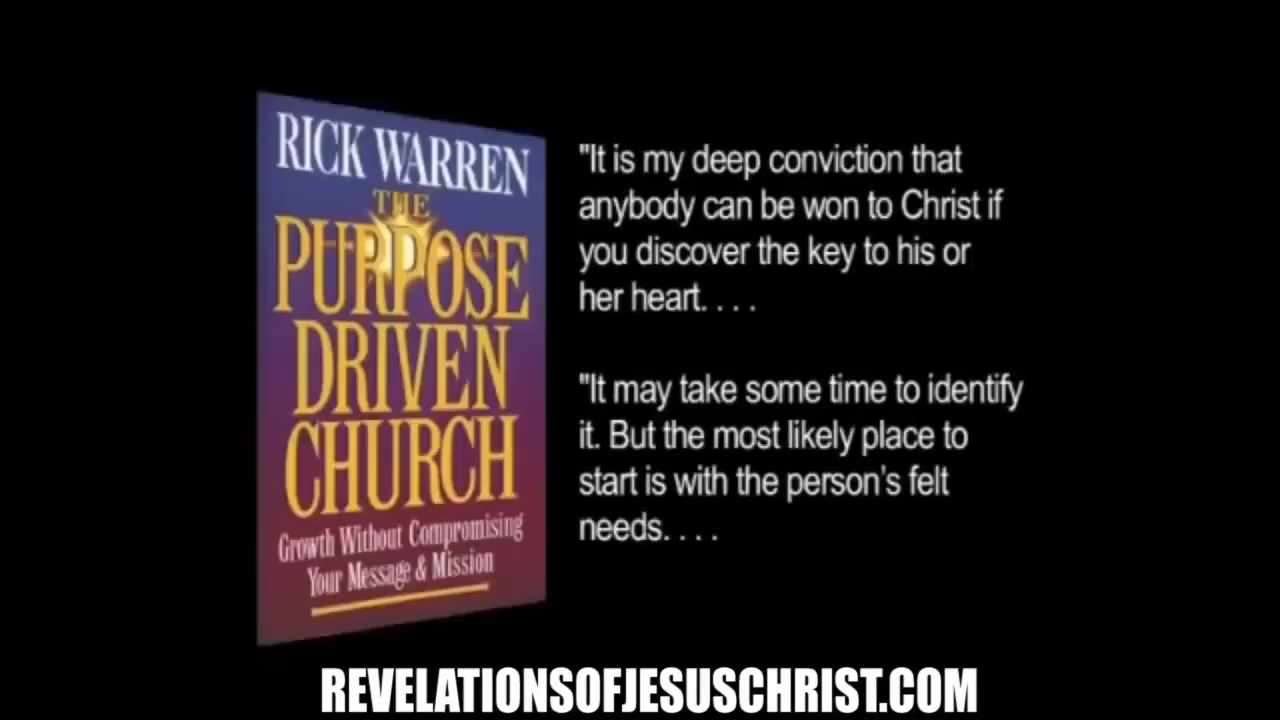 RICK WARREN
THE
PURPOSE
DRIVEN
CHURCH
Growth Without Compromising
Your Message & Mission
"It is my deep conviction that
anybody can be won to Christ if
you discover the key to his or
her heart. . . .
"It may take some time to identify
it. But the most likely place to
start is with the person's felt
needs. . . .
REVELATIONSOFJESUSCHRIST.COM